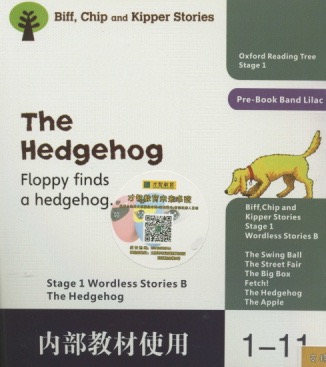 Biff, Chip and Kipper Stories
Oxford Reading Tree
Stage 1
Pre-Book Band Lilac
The
Hedgehog
Floppy finds
a hedgehog.
Biff,Chip and
Kipper Stories
Stage 1
Wordless Stories B
The Swing Ball
The Street Fair
The Big Box
Fetch!
The Hedgehog
The Apple
Stage 1 Wordless Stories B
The Hedgehog
内部教材使用
1-11